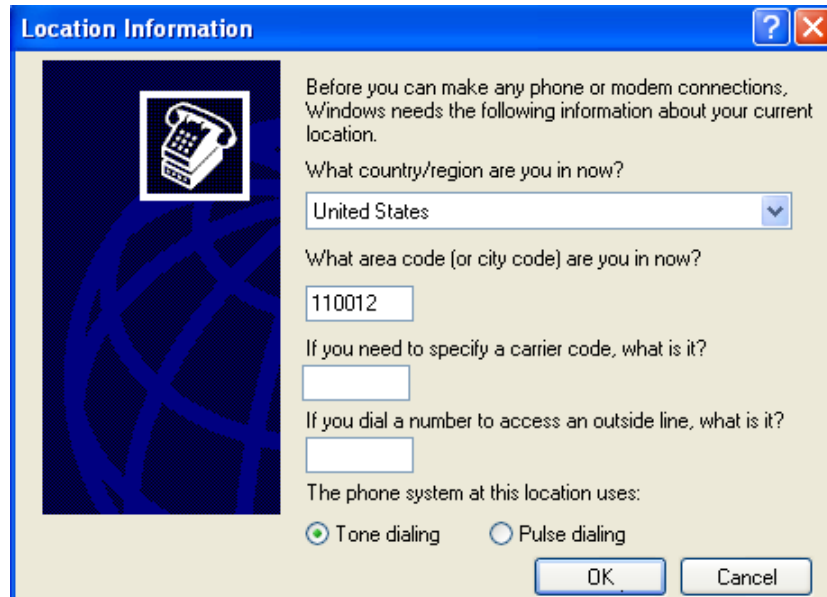 Location Information
Before you can make any phone or modem connections,
Windows needs the following information about your current
location.
What country/region are you in now?
United States
What area code (or city code) are you in now?
110012
If you need to specify a carrier code, what is it?
If you dial a number to access an outside line, what is it?
The phone system at this location uses:
Tone dialing Pulse dialing
OK Cancel